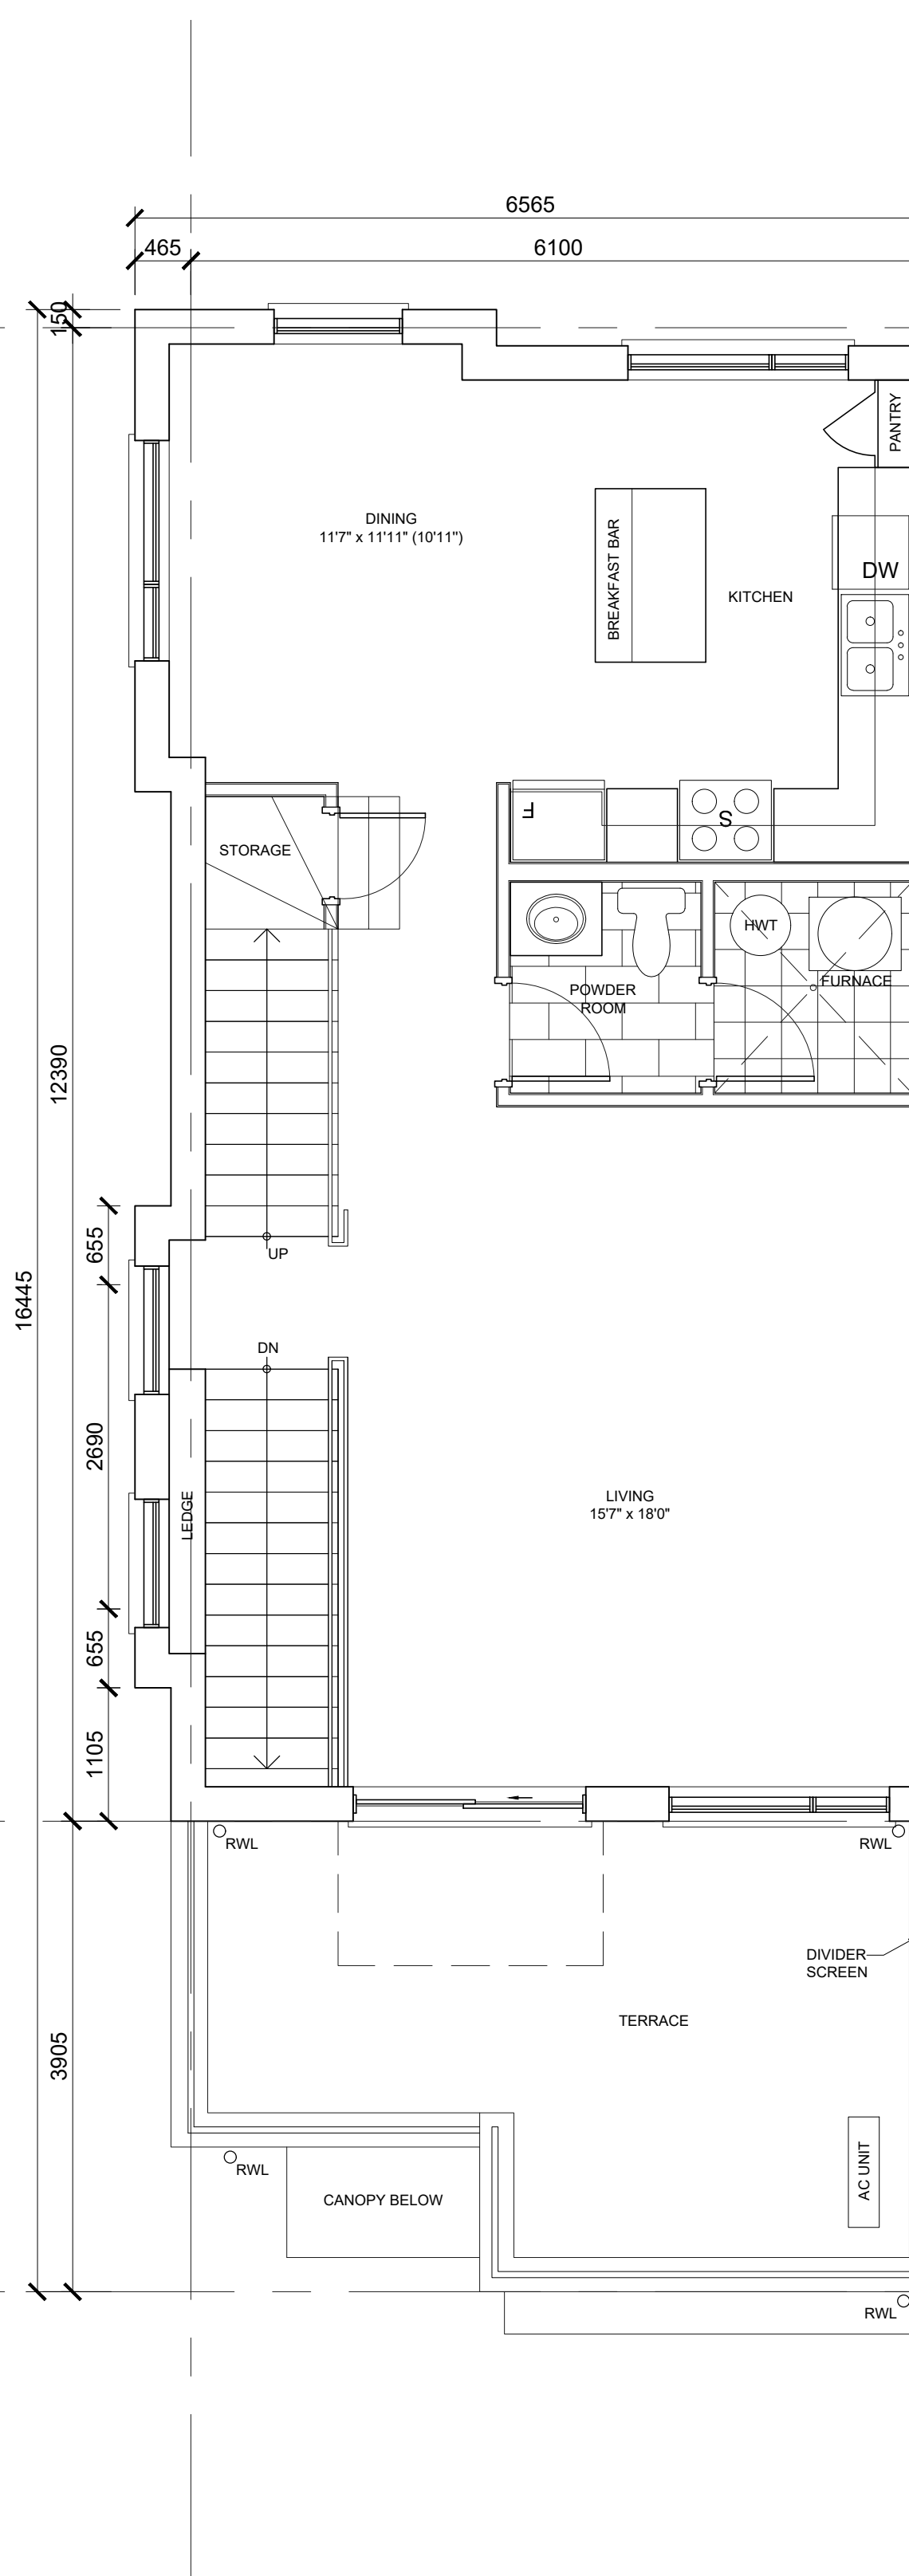 6565
465
6100
150
PANTRY
DINING
11'7" x 11'11" (10'11")
BREAKFAST BAR
DW
KITCHEN
STORAGE
F
S
HWT
FURNACE
POWDER
ROOM
12390
655
UP
16445
DN
2690
LEDGE
LIVING
15'7" x 18'0"
655
1105
RWL
RWL
DIVIDER
SCREEN
TERRACE
3905
RWL
AC UNIT
CANOPY BELOW
RWL